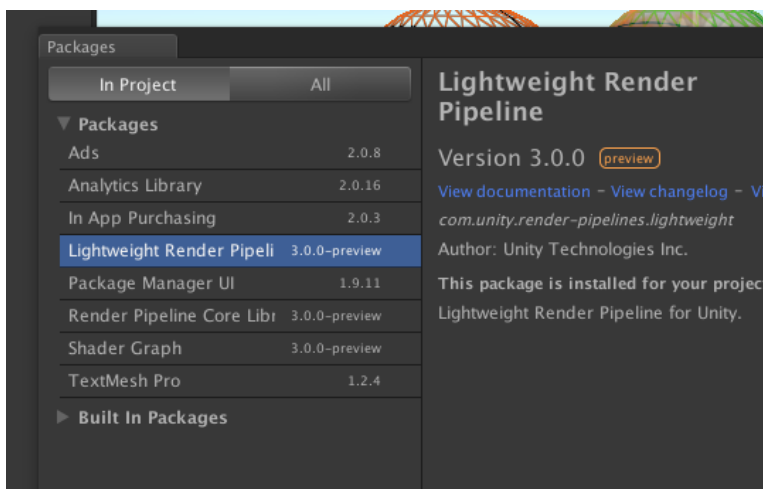 Packages
In Project
All
Packages
Ads 2.0.8
Analytics Library 2.0.16
In App Purchasing 2.0.3
Lightweight Render Pipeli 3.0.0-preview
Package Manager UI 1.9.11
Render Pipeline Core Libr 3.0.0-preview
Shader Graph 3.0.0-preview
TextMesh Pro 1.2.4
Built In Packages
Lightweight Render
Pipeline
Version 3.0.0 preview
View documentation - View changelog - Vi
com.unity.render-pipelines.lightweight
Author: Unity Technologies Inc.
This package is installed for your project
Lightweight Render Pipeline for Unity.